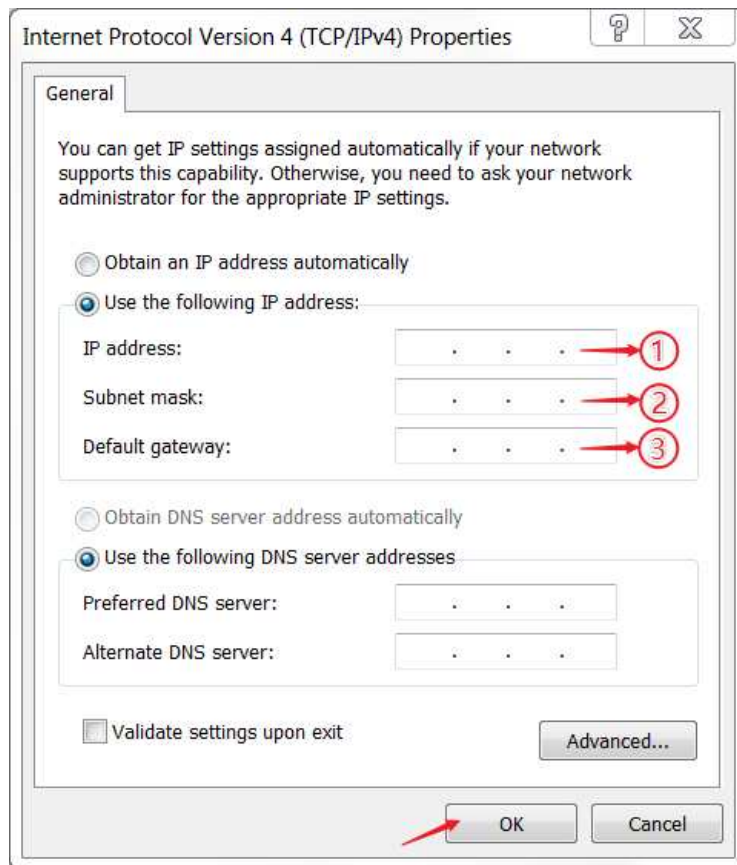 Internet Protocol Version 4 (TCP/IPv4) Properties
General
You can get IP settings assigned automatically if your network
supports this capability. Otherwise, you need to ask your network
administrator for the appropriate IP settings.
Obtain an IP address automatically
Use the following IP address:
IP address: . . . ①
Subnet mask: . . . ②
Default gateway: . . . ③
Obtain DNS server address automatically
Use the following DNS server addresses
Preferred DNS server: . . .
Alternate DNS server: . . .
Validate settings upon exit
Advanced...
OK Cancel